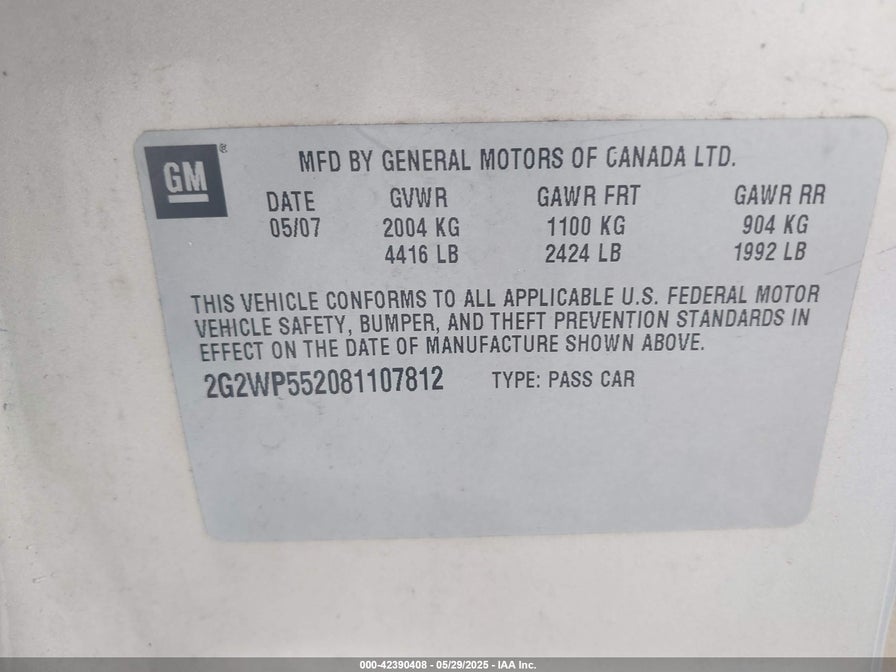 GM®
MFD BY GENERAL MOTORS OF CANADA LTD.
DATE GVWR GAWR FRT GAWR RR
05/07 2004 KG 1100 KG 904 KG
4416 LB 2424 LB 1992 LB
THIS VEHICLE CONFORMS TO ALL APPLICABLE U.S. FEDERAL MOTOR
VEHICLE SAFETY, BUMPER, AND THEFT PREVENTION STANDARDS IN
EFFECT ON THE DATE OF MANUFACTURE SHOWN ABOVE.
2G2WP552081107812 TYPE: PASS CAR
000-42390408 - 05/29/2025 - IAA Inc.